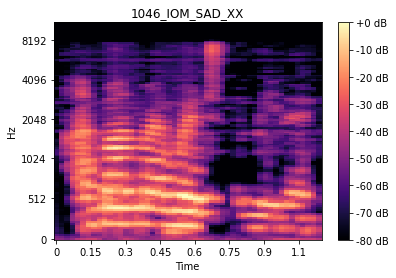 1046_IOM_SAD_XX
+0 dB
8192
-10 dB
4096
-20 dB
-30 dB
2048
Hz
-40 dB
1024
-50 dB
512
-60 dB
-70 dB
0
-80 dB
0 0.15 0.3 0.45 0.6 0.75 0.9 1.1
Time